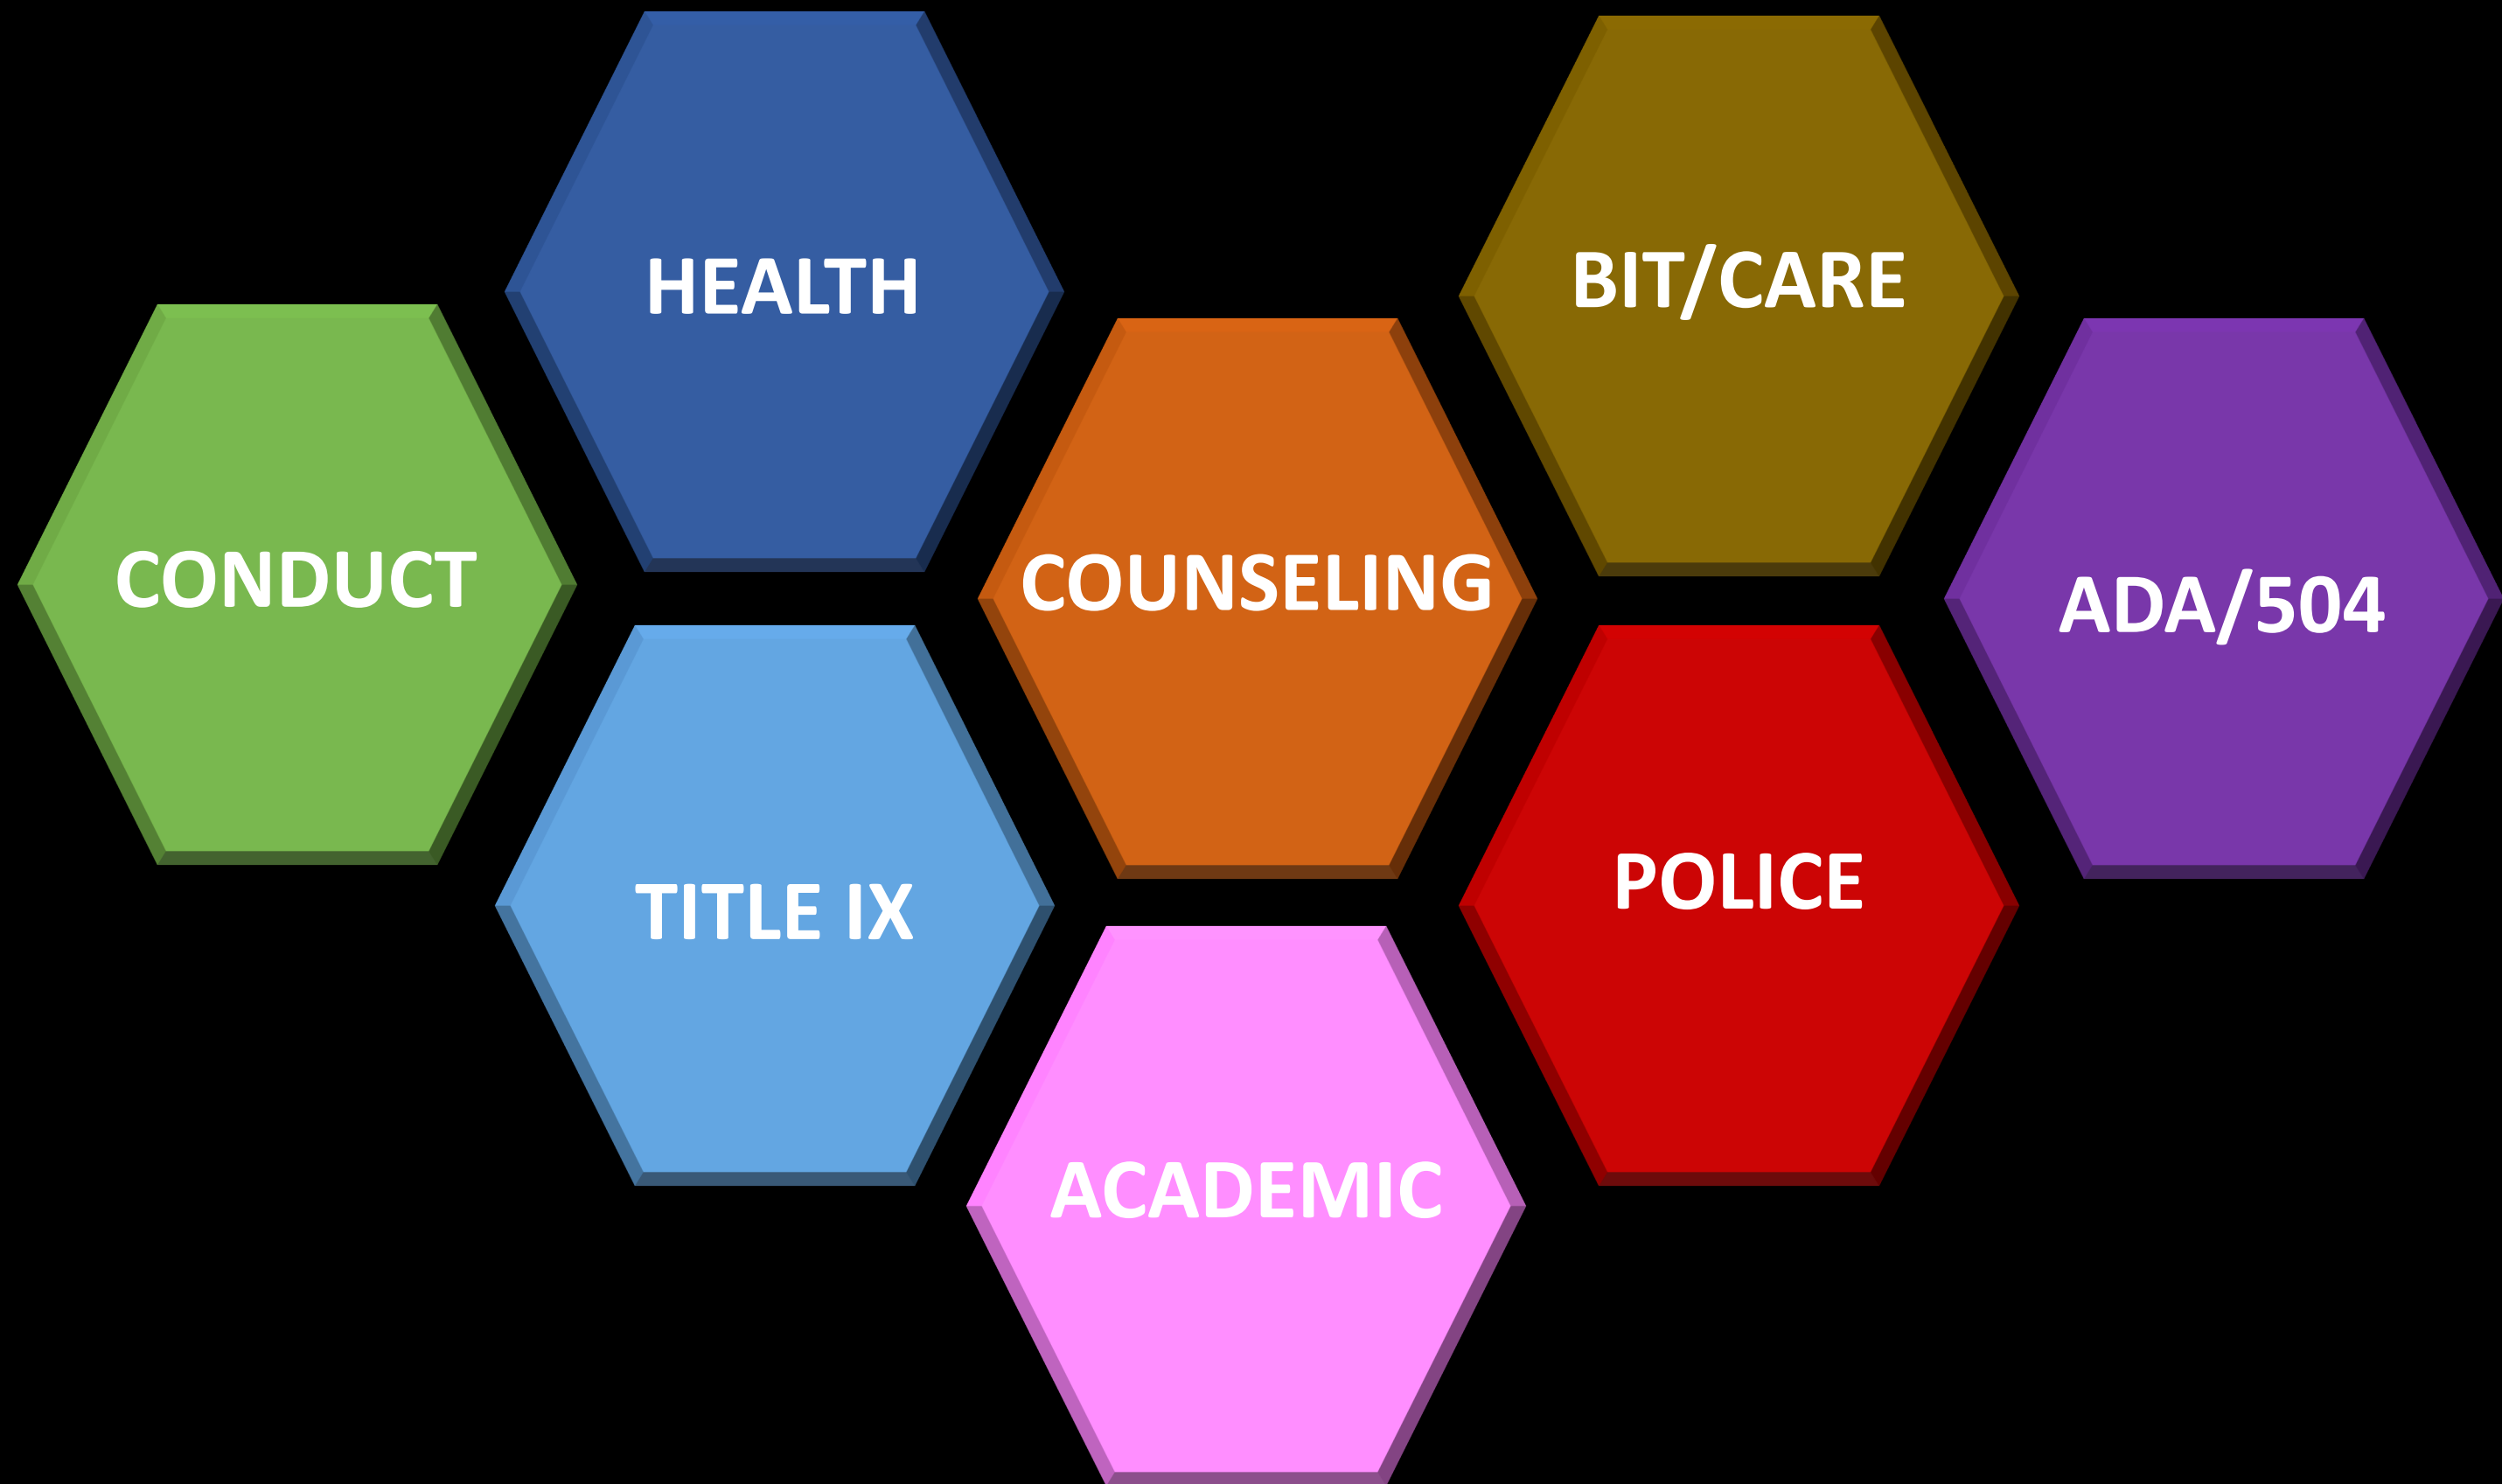 HEALTH
BIT/CARE
CONDUCT
COUNSELING
ADA/504
TITLE IX
POLICE
ACADEMIC